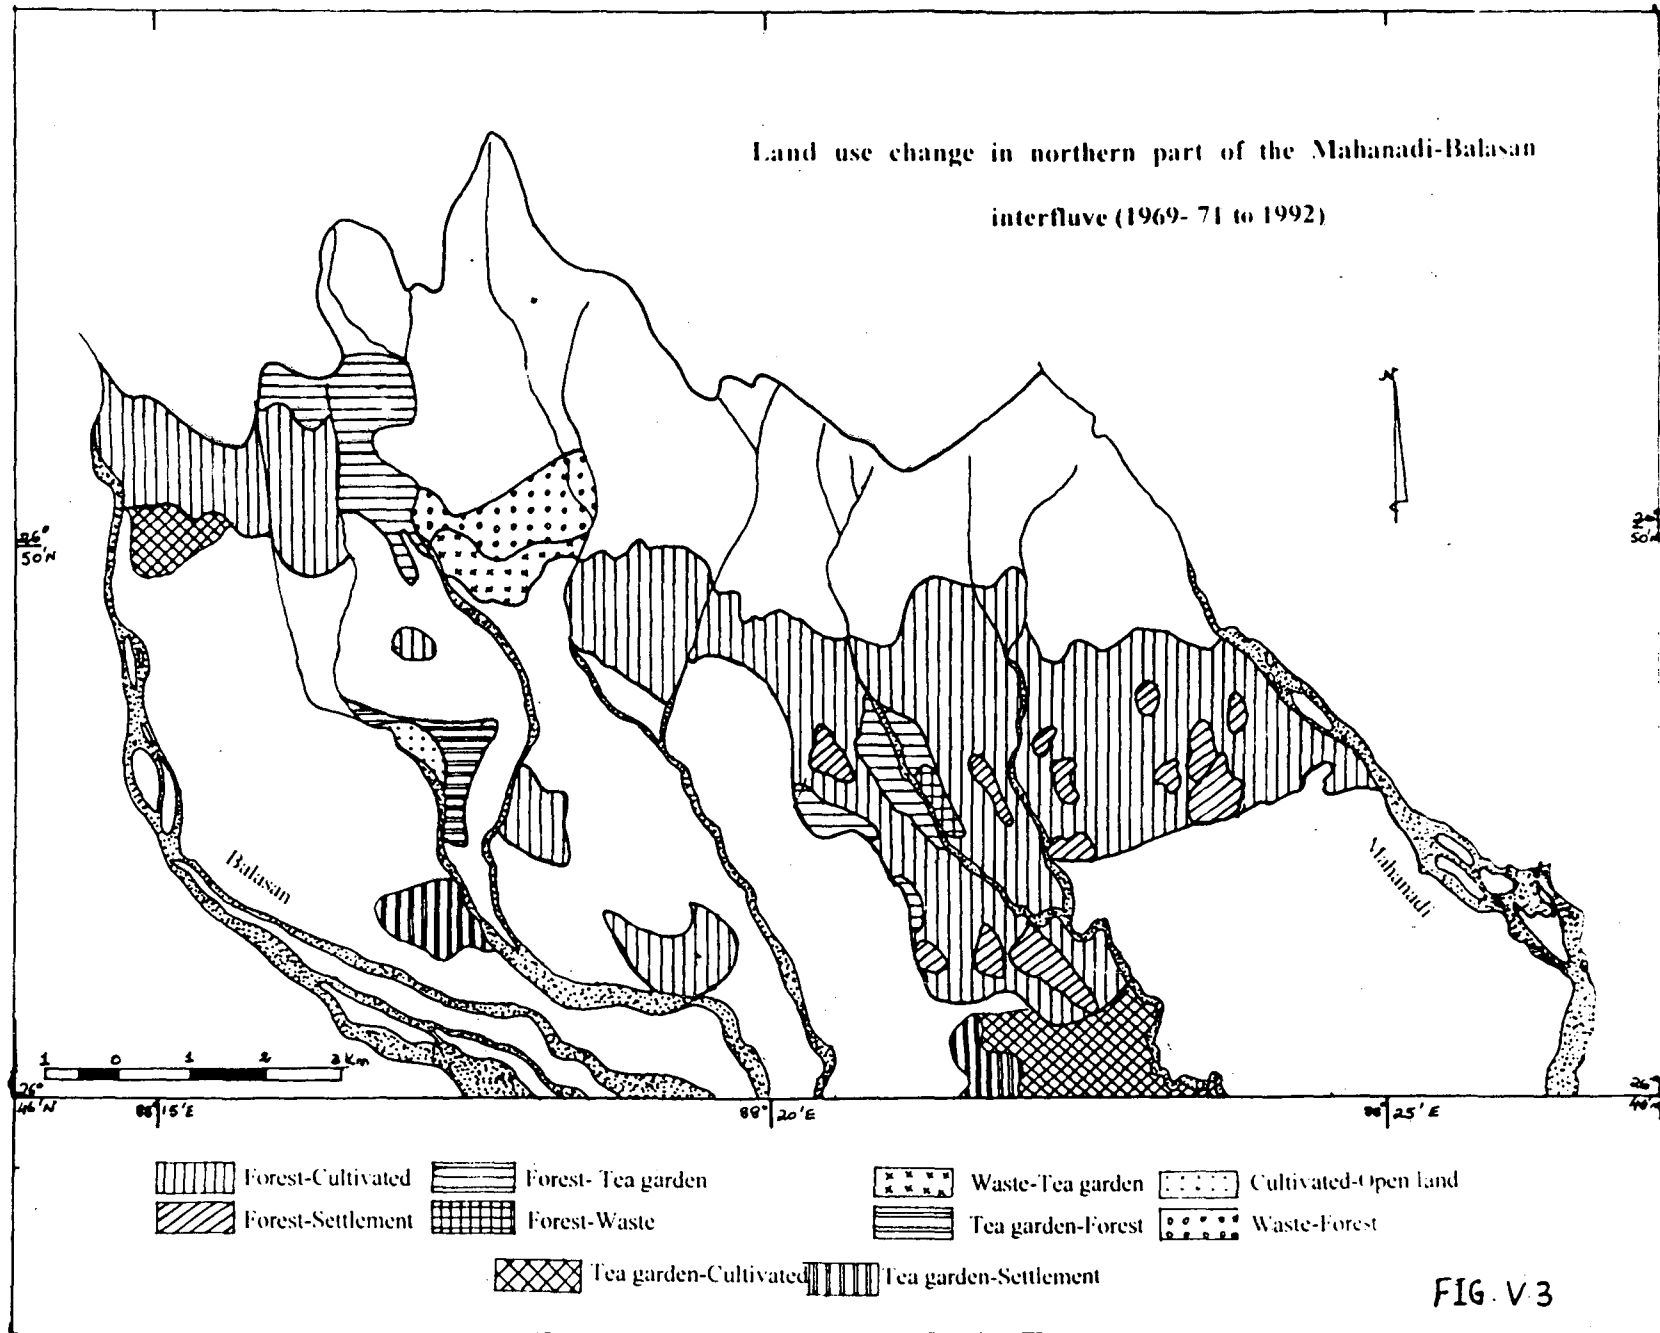 Land use change in northern part of the Mahanadi-Balasan
interfluve (1969- 71 to 1992)
N
26°
50'N
50'N
Balasan
Mahanadi
1 0 1 2 3 Km
26°
46'N
26°
46'N
88° 15'E
88° 20'E
88° 25'E
Forest-Cultivated
Forest- Tea garden
Waste-Tea garden
Cultivated-Open land
Forest-Settlement
Forest-Waste
Tea garden-Forest
Waste-Forest
Tea garden-Cultivated
Tea garden-Settlement
FIG. V.3